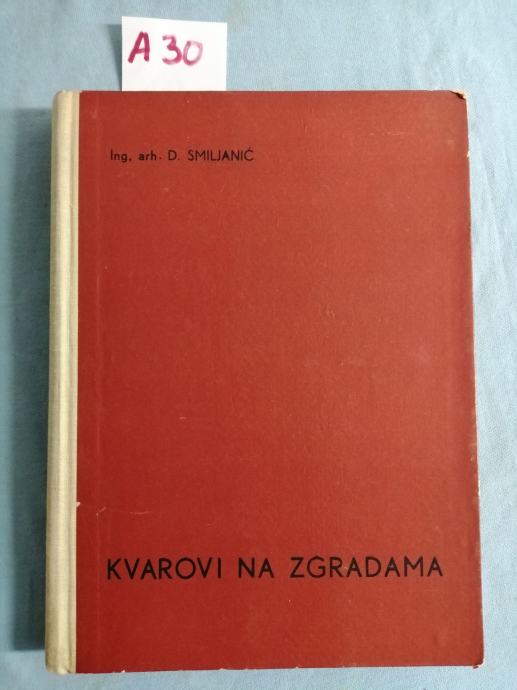 A 30
Ing. arh. D. SMILJANIĆ
KVAROVI NA ZGRADAMA